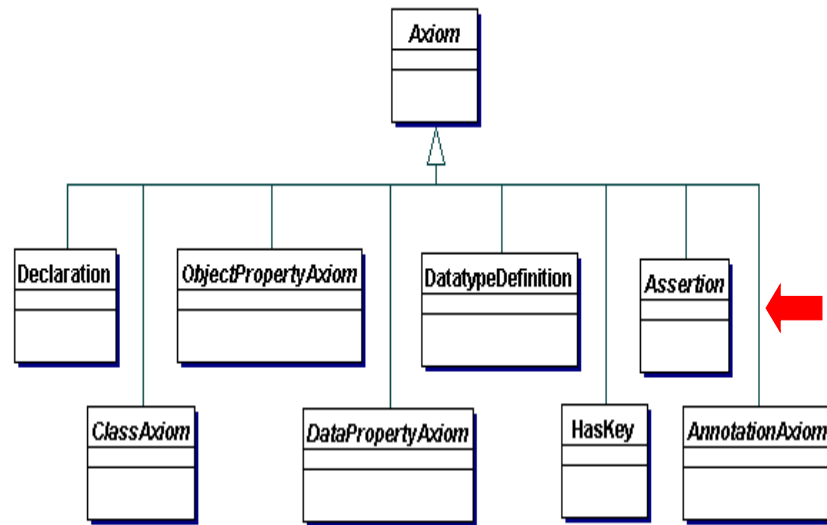 Axiom
Declaration
ObjectPropertyAxiom
DatatypeDefinition
Assertion
ClassAxiom
DataPropertyAxiom
HasKey
AnnotationAxiom